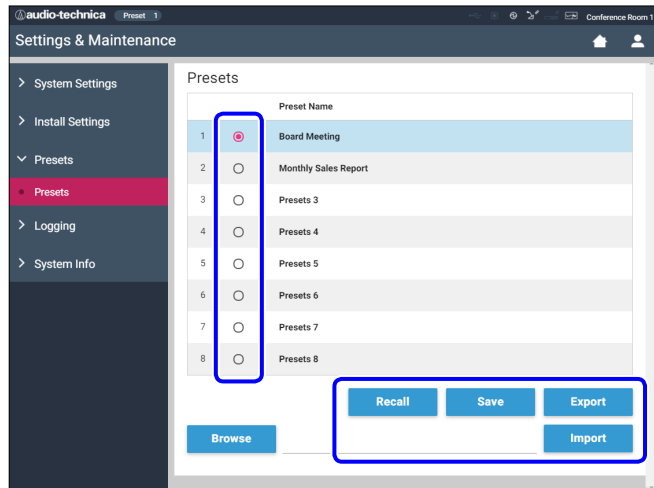 audio-technica Preset 1 Conference Room 1
Settings & Maintenance
System Settings
Install Settings
Presets
Presets
Logging
System Info
Presets
Preset Name
1 Board Meeting
2 Monthly Sales Report
3 Presets 3
4 Presets 4
5 Presets 5
6 Presets 6
7 Presets 7
8 Presets 8
Recall Save Export
Browse Import